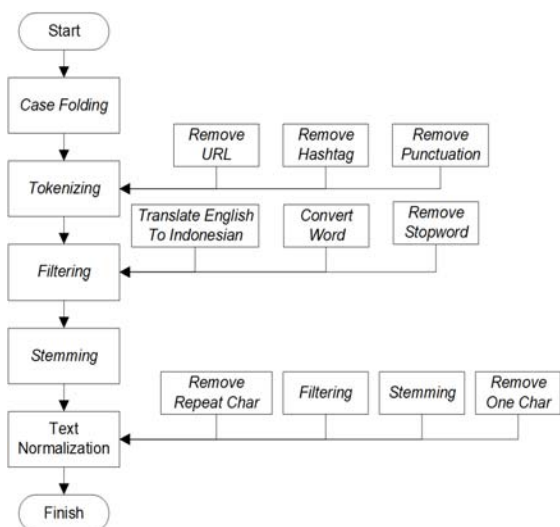 Start
Case Folding
Remove
URL
Remove
Hashtag
Remove
Punctuation
Tokenizing
Translate English
To Indonesian
Convert
Word
Remove
Stopword
Filtering
Stemming
Remove
Repeat Char
Filtering
Stemming
Remove
One Char
Text
Normalization
Finish